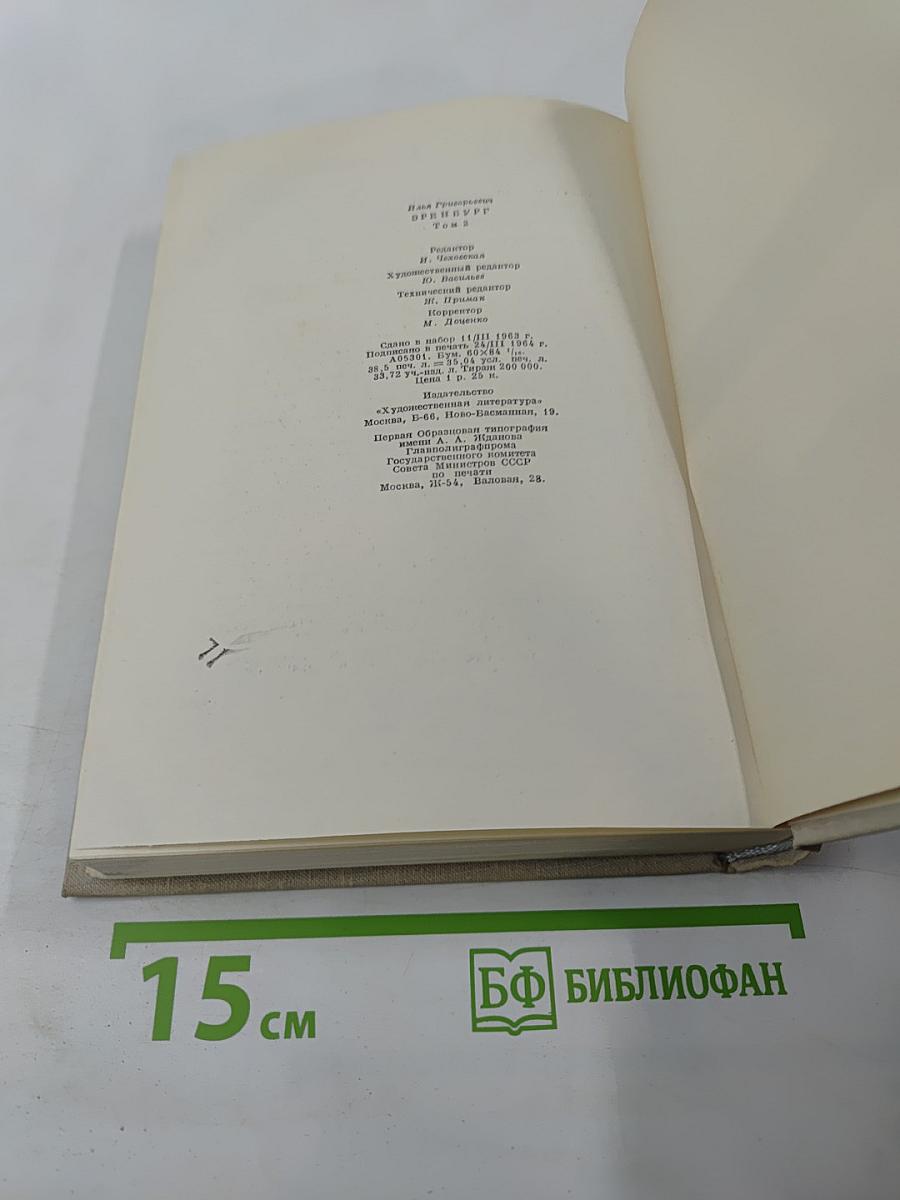 Илья Григорьевич
ЭРЕНБУРГ
Том
Редактор
И. Чеховская
Художественный редактор
Ю. Васильев
Технический редактор
Ж. Примак
Корректор
М. Доценко
Сдано в набор 11/III 1963 г.
Подписано в печать 24/III 1964 г.
А05301. Бум. 60×84 1/16.
38,5 печ. л. = 35,04 усл. печ. л.
33,72 уч.-изд. л. Тираж 200 000.
Цена 1 р. 25 к.
Издательство
«Художественная литература»
Москва, Б-66, Ново-Басманная, 19.
Первая Образцовая типография
имени А. А. Жданова
Главполиграфпрома
Государственного комитета
Совета Министров СССР
по печати
Москва, Ж-54, Валовая, 28.
15 см
БФ БИБЛИОФАН